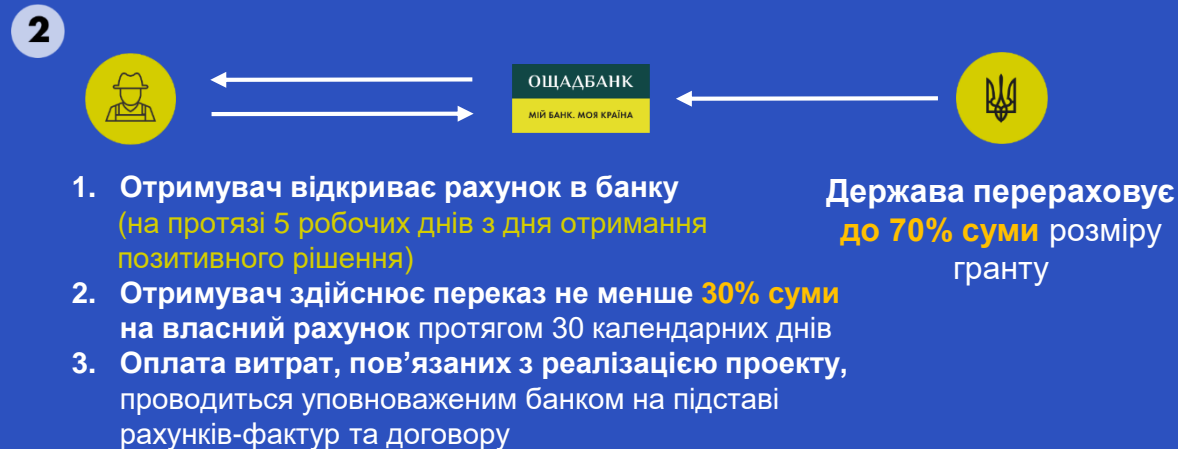 2
ОЩАДБАНК
МІЙ БАНК. МОЯ КРАЇНА
1. Отримувач відкриває рахунок в банку
(на протязі 5 робочих днів з дня отримання
позитивного рішення)
2. Отримувач здійснює переказ не менше 30% суми
на власний рахунок протягом 30 календарних днів
3. Оплата витрат, пов’язаних з реалізацією проекту,
проводиться уповноваженим банком на підставі
рахунків-фактур та договору
Держава перераховує
до 70% суми розміру
гранту